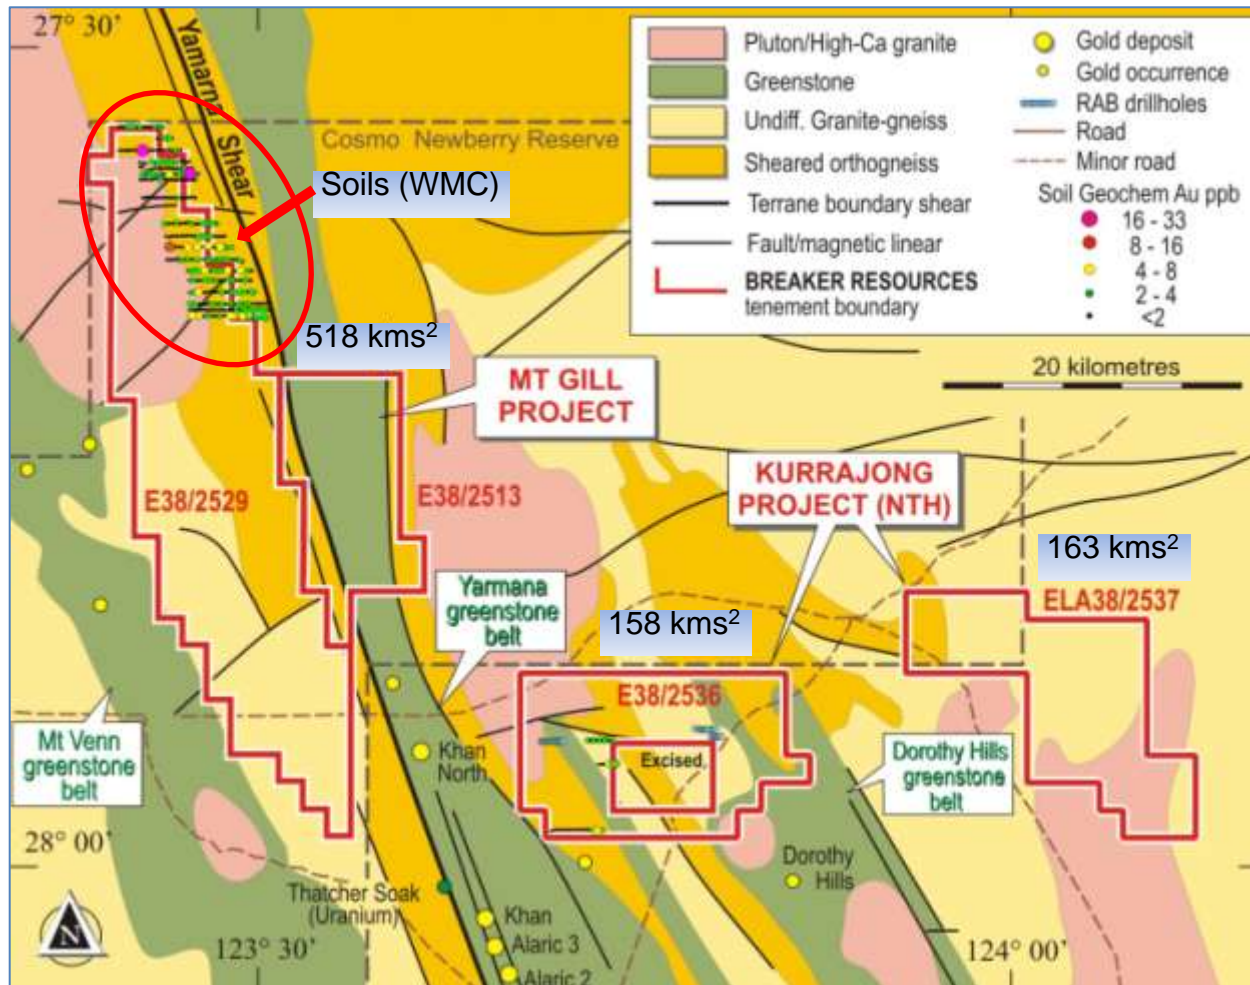 27° 30’
Yamarna Shear
Cosmo Newberry Reserve
Soils (WMC)
518 kms²
Pluton/High-Ca granite
Greenstone
Undiff. Granite-gneiss
Sheared orthogneiss
Terrane boundary shear
Fault/magnetic linear
BREAKER RESOURCES
tenement boundary
Gold deposit
Gold occurrence
RAB drillholes
Road
Minor road
Soil Geochem Au ppb
16 - 33
8 - 16
4 - 8
2 - 4
<2
20 kilometres
MT GILL
PROJECT
KURRAJONG
PROJECT (NTH)
E38/2529
E38/2513
163 kms²
ELA38/2537
Yarmana
greenstone
belt
158 kms²
E38/2536
Excised
Mt Venn
greenstone
belt
Khan
North
Dorothy Hills
greenstone
belt
28° 00’
Thatcher Soak
(Uranium)
Dorothy
Hills
Khan
Alaric 3
Alaric 2
N
123° 30’
124° 00’